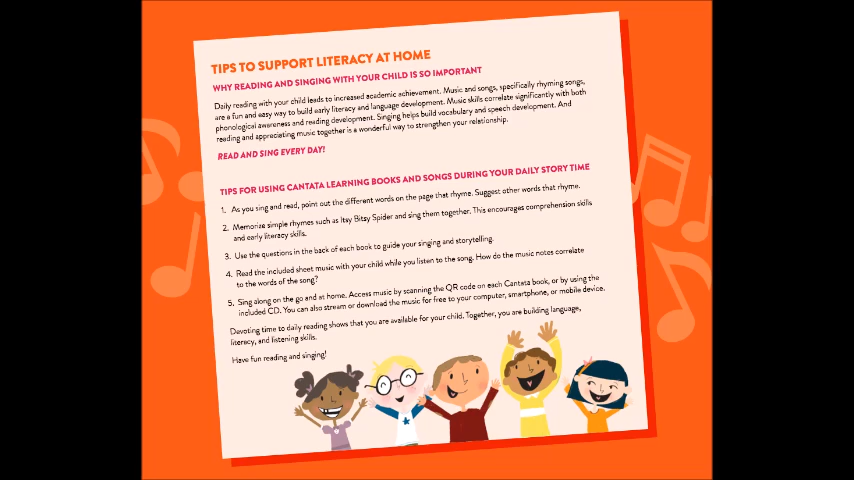 TIPS TO SUPPORT LITERACY AT HOME
WHY READING AND SINGING WITH YOUR CHILD IS SO IMPORTANT
Daily reading with your child leads to increased academic achievement. Music and songs, specifically rhyming songs,
are a fun and easy way to build early literacy and language development. Music skills correlate significantly with both
phonological awareness and reading development. Singing helps build vocabulary and speech development. And
reading and appreciating music together is a wonderful way to strengthen your relationship.
READ AND SING EVERY DAY!
TIPS FOR USING CANTATA LEARNING BOOKS AND SONGS DURING YOUR DAILY STORY TIME
1. As you sing and read, point out the different words on the page that rhyme. Suggest other words that rhyme.
2. Memorize simple rhymes such as Itsy Bitsy Spider and sing them together. This encourages comprehension skills
and early literacy skills.
3. Use the questions in the back of each book to guide your singing and storytelling.
4. Read the included sheet music with your child while you listen to the song. How do the music notes correlate
to the words of the song?
5. Sing along on the go and at home. Access music by scanning the QR code on each Cantata book, or by using the
included CD. You can also stream or download the music for free to your computer, smartphone, or mobile device.
Devoting time to daily reading shows that you are available for your child. Together, you are building language,
literacy, and listening skills.
Have fun reading and singing!